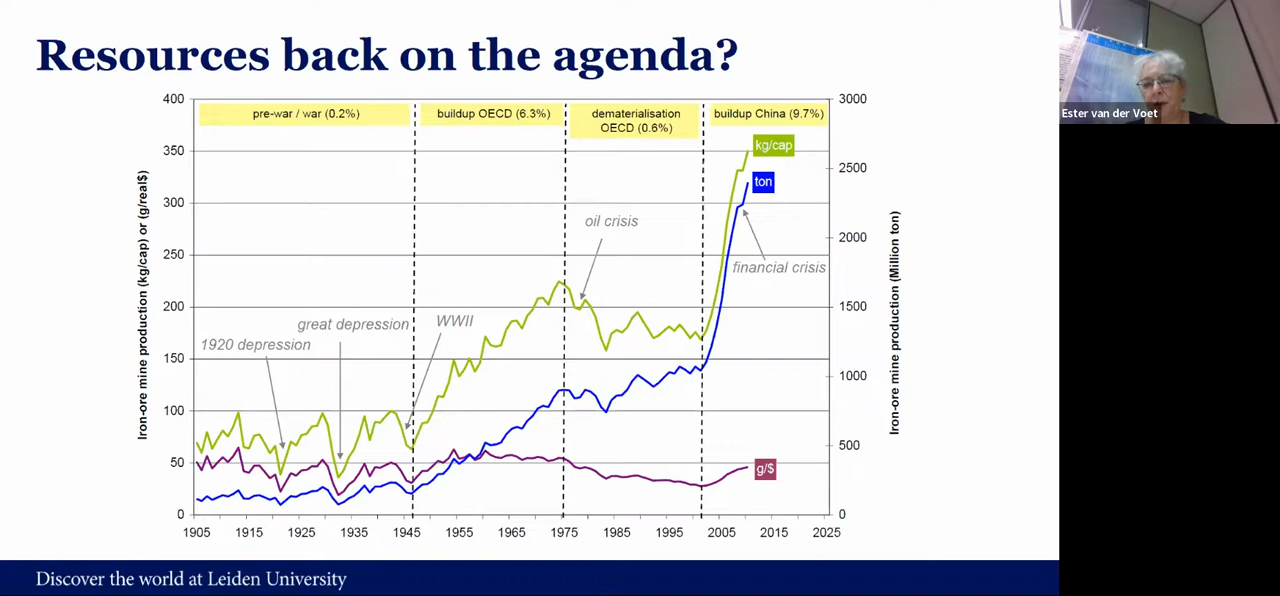 Resources back on the agenda?
Ester van der Voet
400
350
300
250
200
150
100
50
0
Iron-ore mine production (kg/cap) or (g/real$)
pre-war / war (0.2%)
buildup OECD (6.3%)
dematerialisation
OECD (0.6%)
buildup China (9.7%)
kg/cap
ton
oil crisis
financial crisis
great depression
WWII
1920 depression
g/$
3000
2500
2000
1500
1000
500
0
Iron-ore mine production (Million ton)
1905 1915 1925 1935 1945 1955 1965 1975 1985 1995 2005 2015 2025
Discover the world at Leiden University